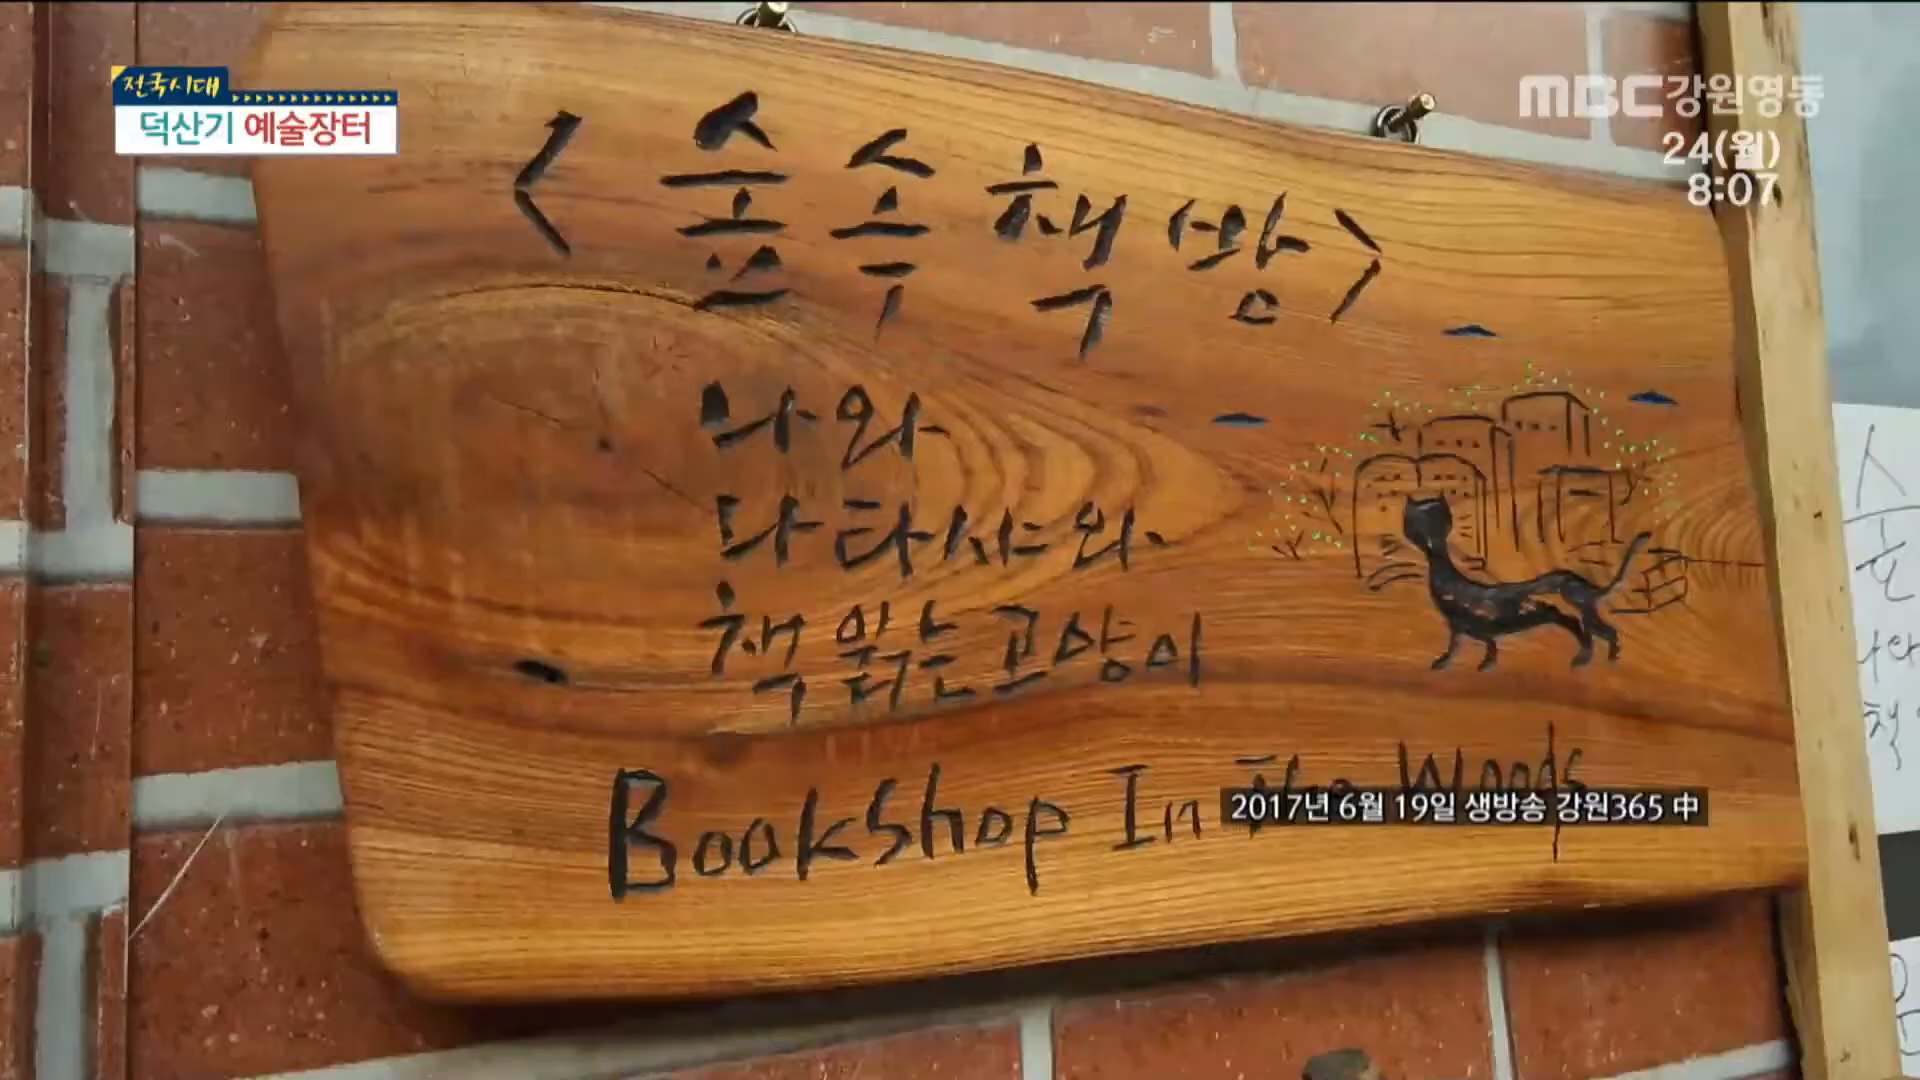 전국시대
덕산기 예술장터
MBC강원영동
24(월)
8:07
<숲속책방>
나와
나타샤와
책 읽는 고양이
Bookshop In The Woods
2017년 6월 19일 생방송 강원365 中